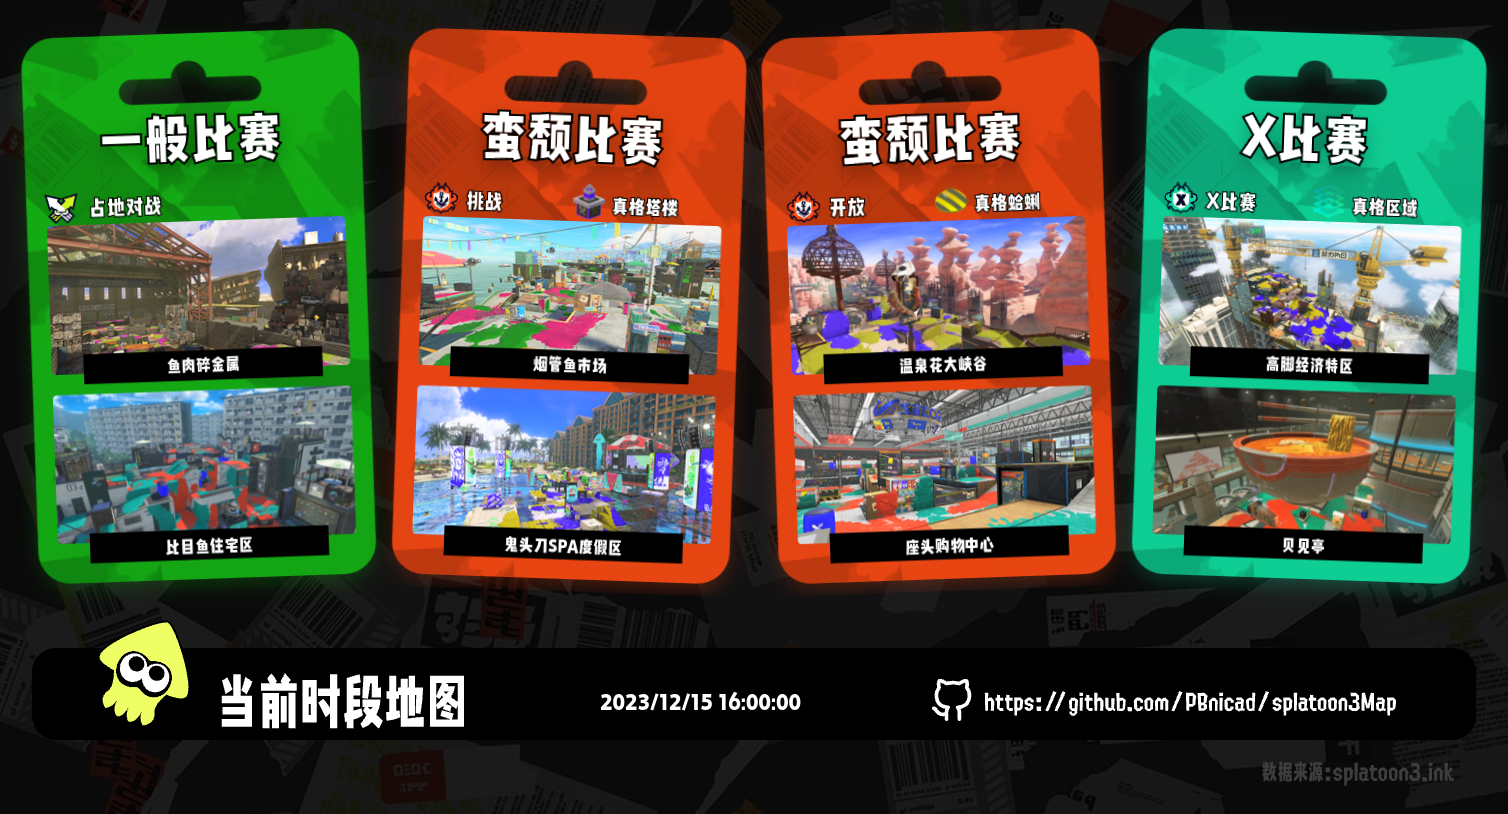 一般比赛
占地对战
鱼肉碎金属
比目鱼住宅区
蛮颓比赛
挑战
真格塔楼
烟管鱼市场
鬼头刀SPA度假区
蛮颓比赛
开放
真格蛤蜊
温泉花大峡谷
座头购物中心
X比赛
X比赛
真格区域
高脚经济特区
贝见亭
当前时段地图
2023/12/15 16:00:00
https://github.com/PBnicad/splatoon3Map
数据来源:splatoon3.ink